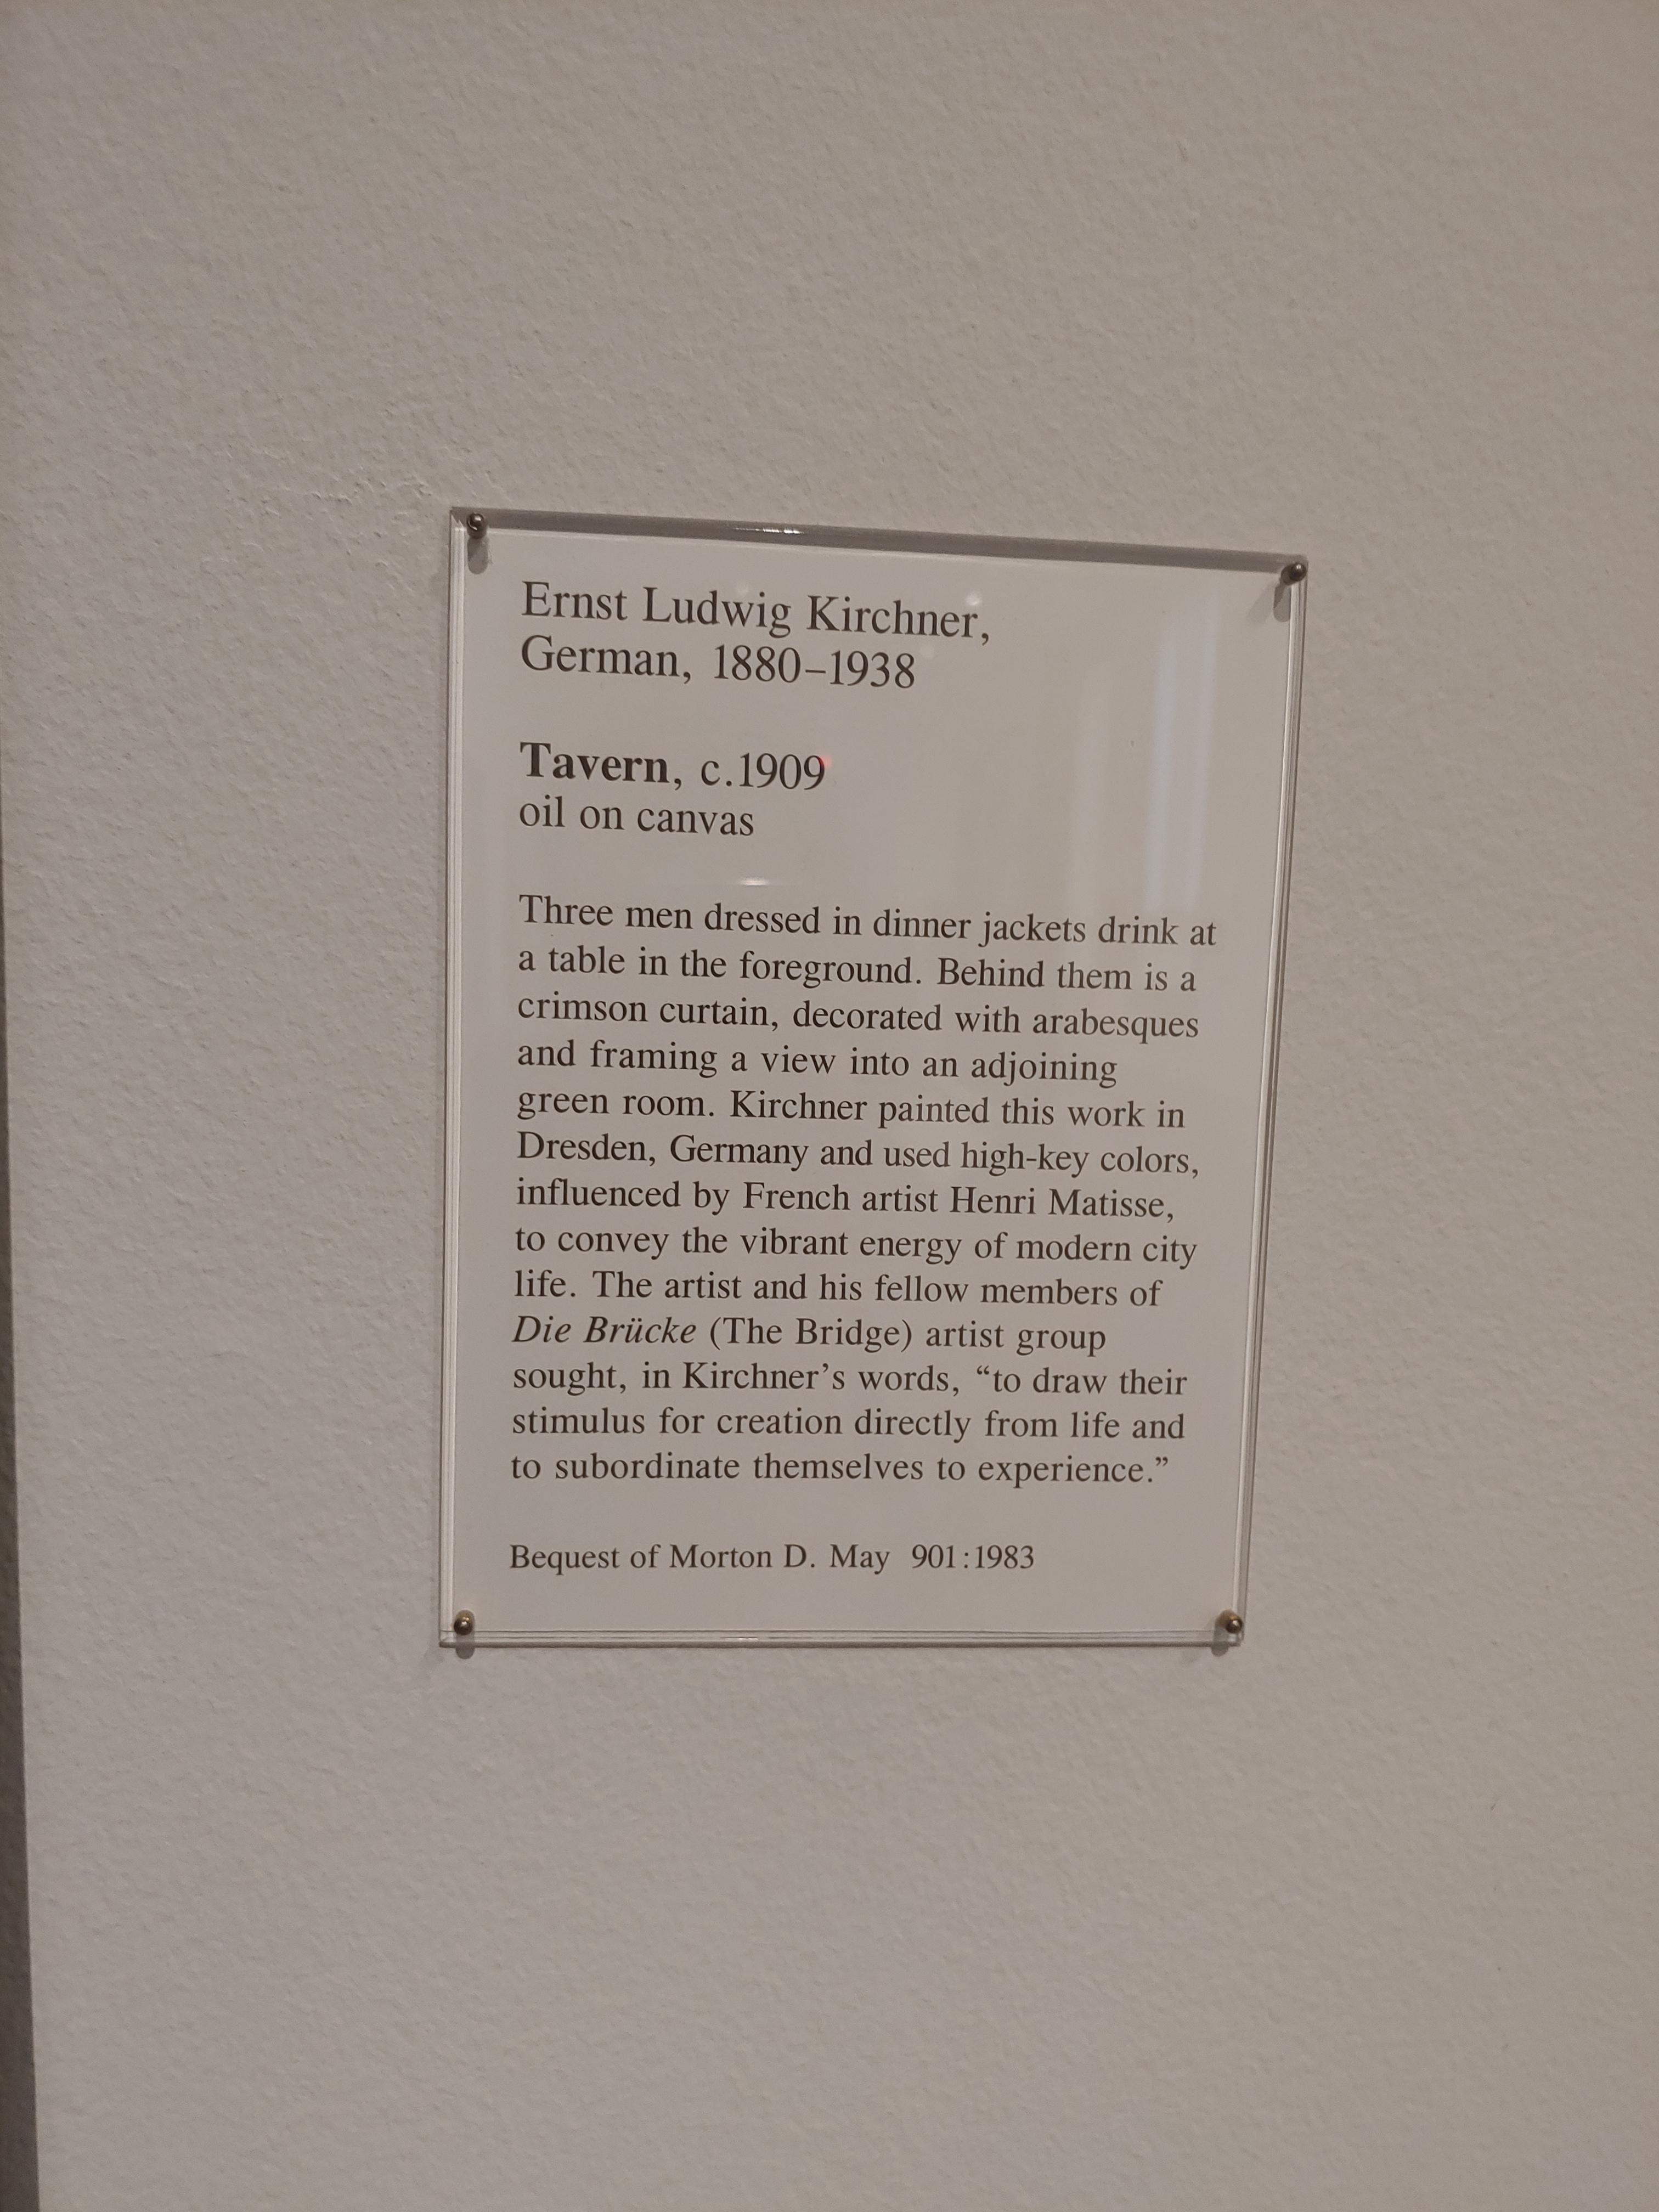 Ernst Ludwig Kirchner,
German, 1880–1938
Tavern, c.1909
oil on canvas
Three men dressed in dinner jackets drink at
a table in the foreground. Behind them is a
crimson curtain, decorated with arabesques
and framing a view into an adjoining
green room. Kirchner painted this work in
Dresden, Germany and used high-key colors,
influenced by French artist Henri Matisse,
to convey the vibrant energy of modern city
life. The artist and his fellow members of
Die Brücke (The Bridge) artist group
sought, in Kirchner’s words, “to draw their
stimulus for creation directly from life and
to subordinate themselves to experience.”
Bequest of Morton D. May 901:1983